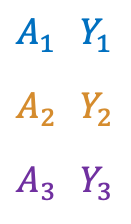 A₁ Y₁
A₂ Y₂
A₃ Y₃